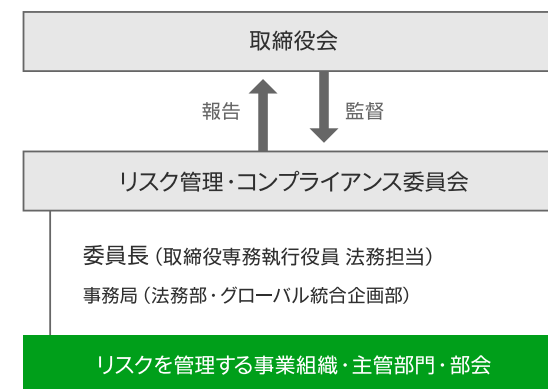 取締役会
報告
監督
リスク管理・コンプライアンス委員会
委員長（取締役専務執行役員 法務担当）
事務局（法務部・グローバル統合企画部）
リスクを管理する事業組織・主管部門・部会